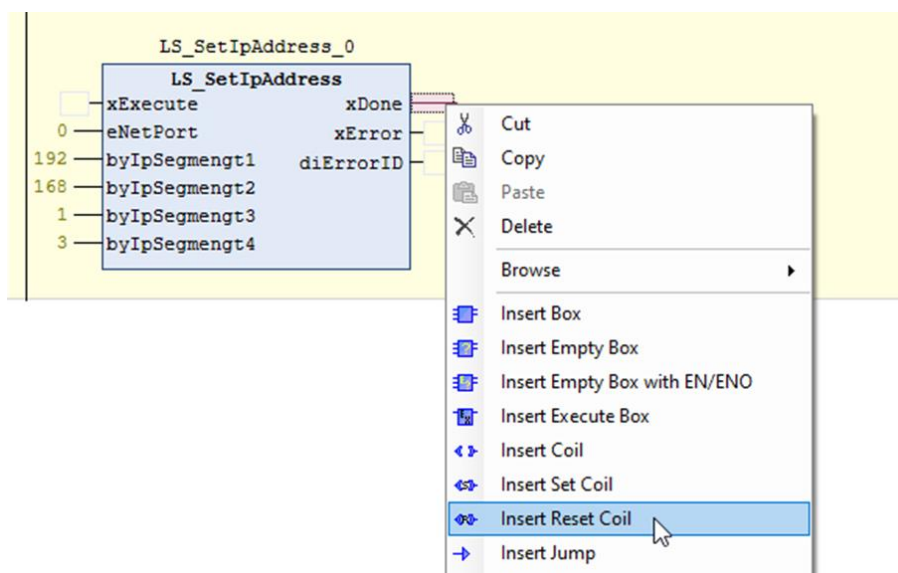 LS_SetIpAddress_0
LS_SetIpAddress
xExecute xDone
0 eNetPort xError
192 byIpSegmengt1 diErrorID
168 byIpSegmengt2
1 byIpSegmengt3
3 byIpSegmengt4
Cut
Copy
Paste
Delete
Browse
Insert Box
Insert Empty Box
Insert Empty Box with EN/ENO
Insert Execute Box
Insert Coil
Insert Set Coil
Insert Reset Coil
Insert Jump